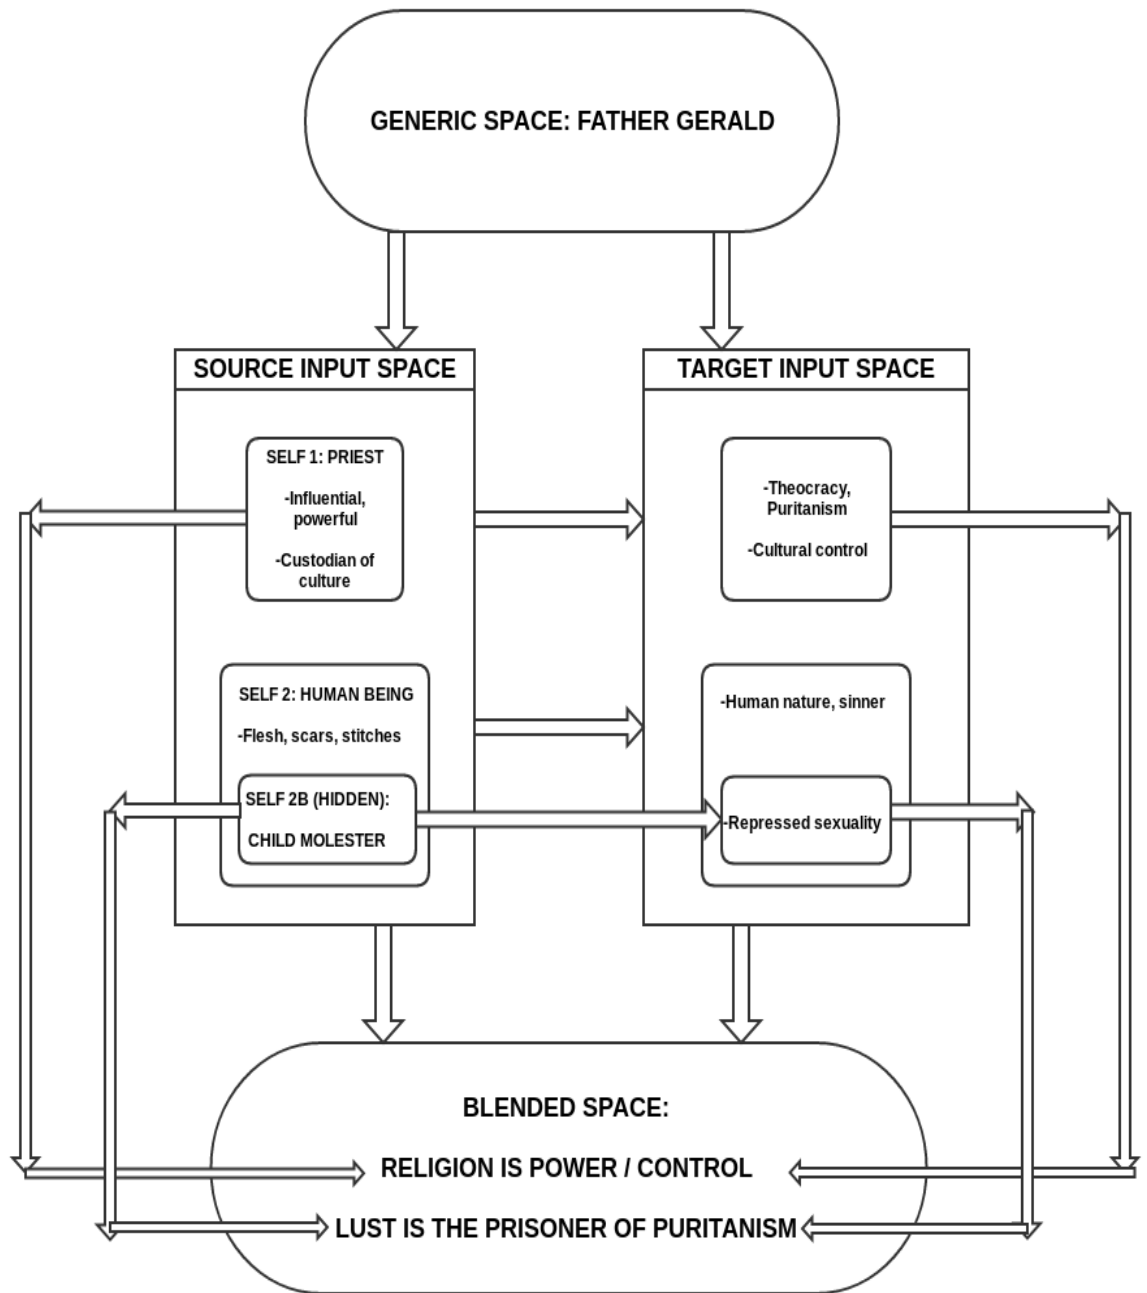 GENERIC SPACE: FATHER GERALD
SOURCE INPUT SPACE
SELF 1: PRIEST
-Influential,
powerful
-Custodian of
culture
SELF 2: HUMAN BEING
-Flesh, scars, stitches
SELF 2B (HIDDEN):
CHILD MOLESTER
TARGET INPUT SPACE
-Theocracy,
Puritanism
-Cultural control
-Human nature, sinner
-Repressed sexuality
BLENDED SPACE:
RELIGION IS POWER / CONTROL
LUST IS THE PRISONER OF PURITANISM